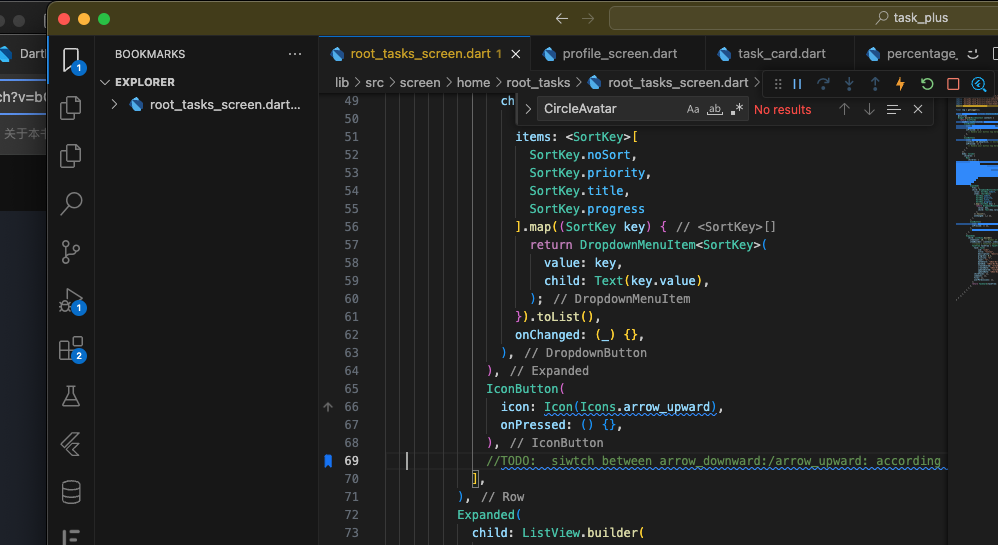 task_plus
Dartl
BOOKMARKS
root_tasks_screen.dart 1
profile_screen.dart
task_card.dart
percentage_
1
EXPLORER
lib > src > screen > home > root_tasks > root_tasks_screen.dart >
ch?v=b
root_tasks_screen.dart...
CircleAvatar
Aa
ab
.*
No results
关于本
49 ch
50
51 items: <SortKey>[
52 SortKey.noSort,
53 SortKey.priority,
54 SortKey.title,
55 SortKey.progress
56 ].map((SortKey key) { // <SortKey>[]
57 return DropdownMenuItem<SortKey>(
58 value: key,
59 child: Text(key.value),
60 ); // DropdownMenuItem
61 }).toList(),
62 onChanged: (_) {},
63 ), // DropdownButton
64 ), // Expanded
65 IconButton(
66 icon: Icon(Icons.arrow_upward),
67 onPressed: () {},
68 ), // IconButton
69 //TODO:  siwtch between arrow_downward:/arrow_upward: according
70 ],
71 ), // Row
72 Expanded(
73 child: ListView.builder(
1
2